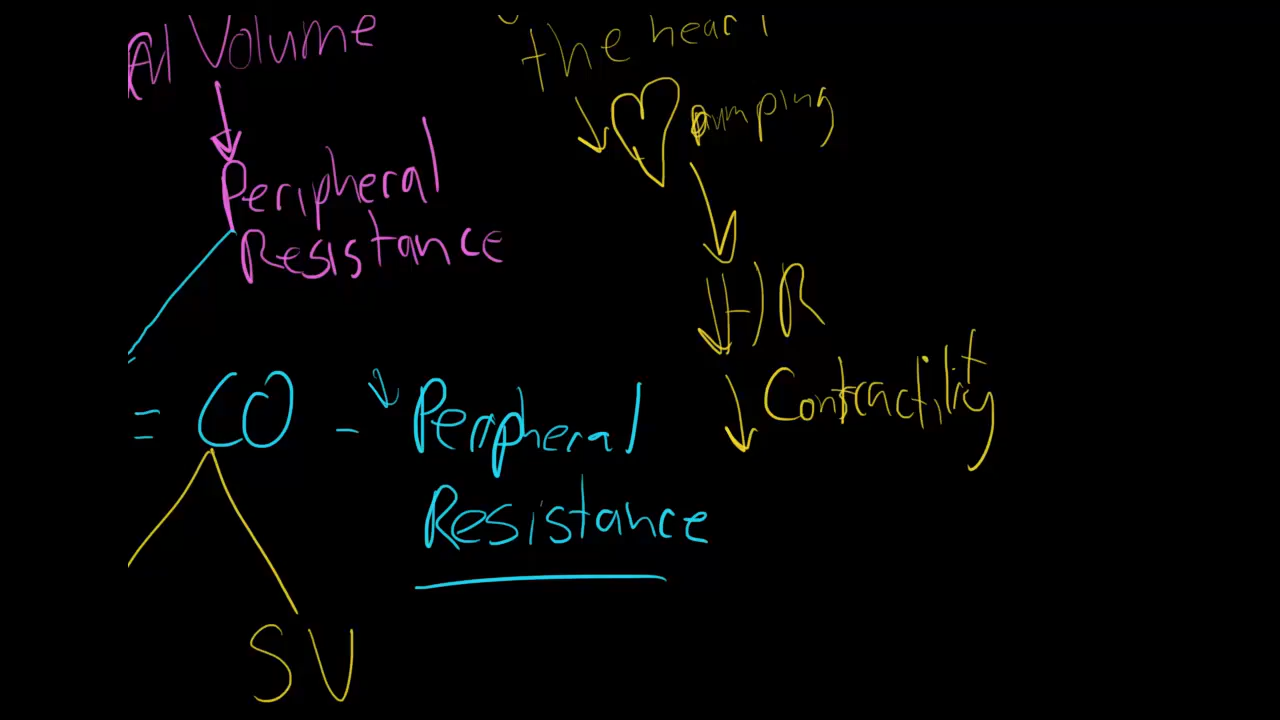 Volume
the heart
↓ pumping
Peripheral
Resistance
↓ HR
↓ Contractility
= CO - ↓ Peripheral
Resistance
SV